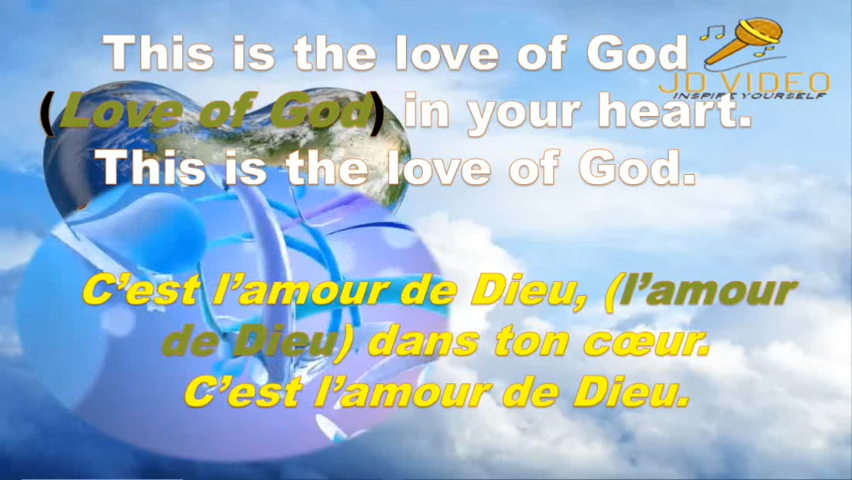 This is the love of God
(Love of God) in your heart.
This is the love of God.
JD VIDEO
INSPIRE YOURSELF
C’est l’amour de Dieu, (l’amour
de Dieu) dans ton cœur.
C’est l’amour de Dieu.